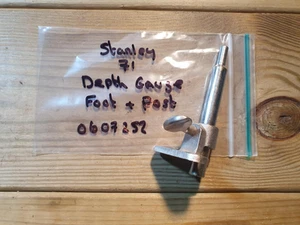 Stanley
71
Depth Gauge
Foot + Post
0607252